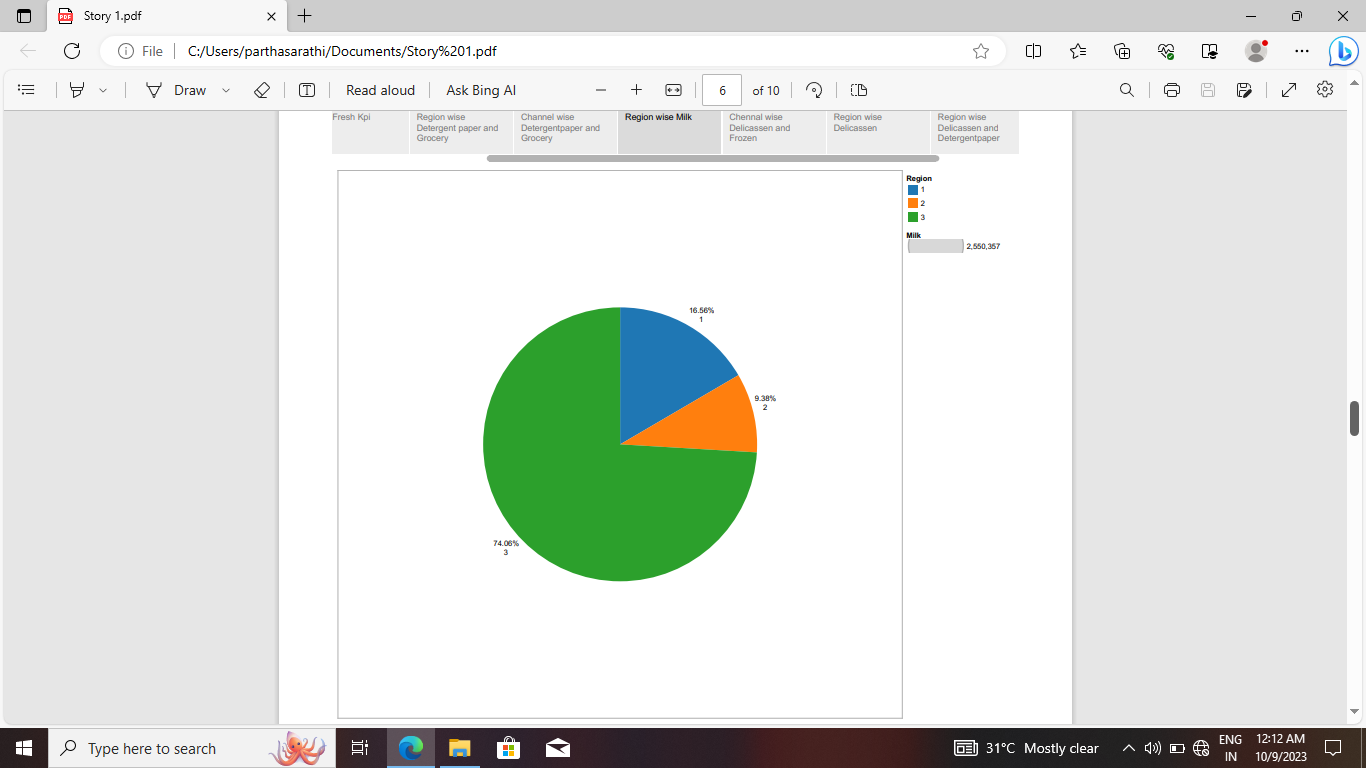 Story 1.pdf
File
C:/Users/parthasarathi/Documents/Story%201.pdf
Draw
Read aloud
Ask Bing AI
6
of 10
Fresh Kpi
Region wise
Detergent paper and
Grocery
Channel wise
Detergentpaper and
Grocery
Region wise Milk
Chennal wise
Delicassen and
Frozen
Region wise
Delicassen
Region wise
Delicassen and
Detergentpaper
Region
1
2
3
Milk
2,550,357
16.56%
1
9.38%
2
74.06%
3
Type here to search
31°C Mostly clear
ENG
IN
12:12 AM
10/9/2023